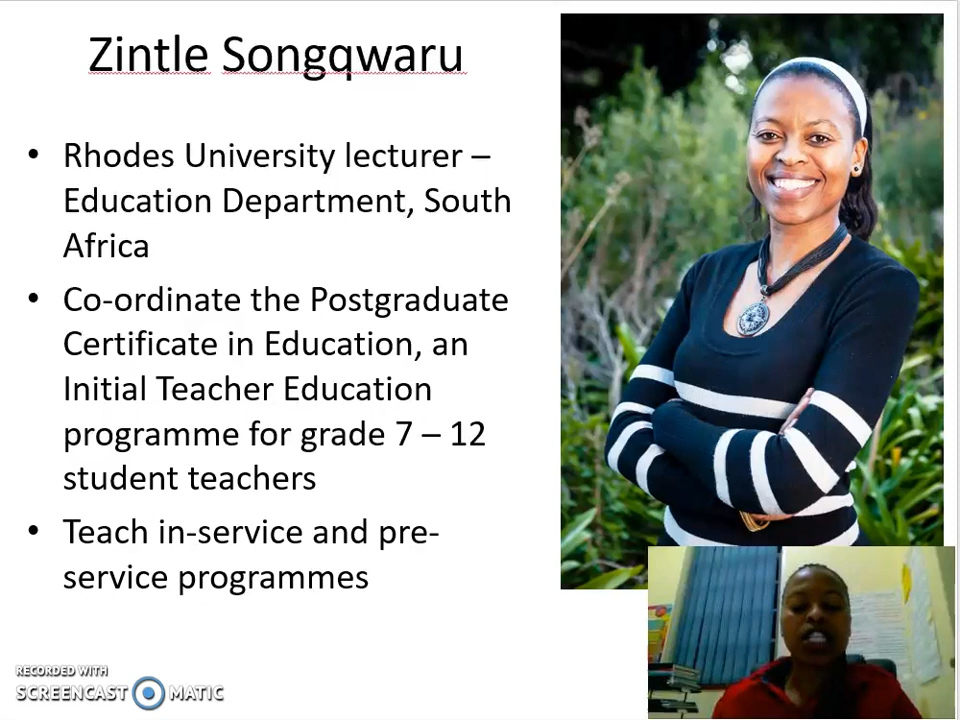 Zintle Songqwaru
• Rhodes University lecturer –
Education Department, South
Africa
• Co-ordinate the Postgraduate
Certificate in Education, an
Initial Teacher Education
programme for grade 7 – 12
student teachers
• Teach in-service and pre-
service programmes
RECORDED WITH
SCREENCAST MATIC